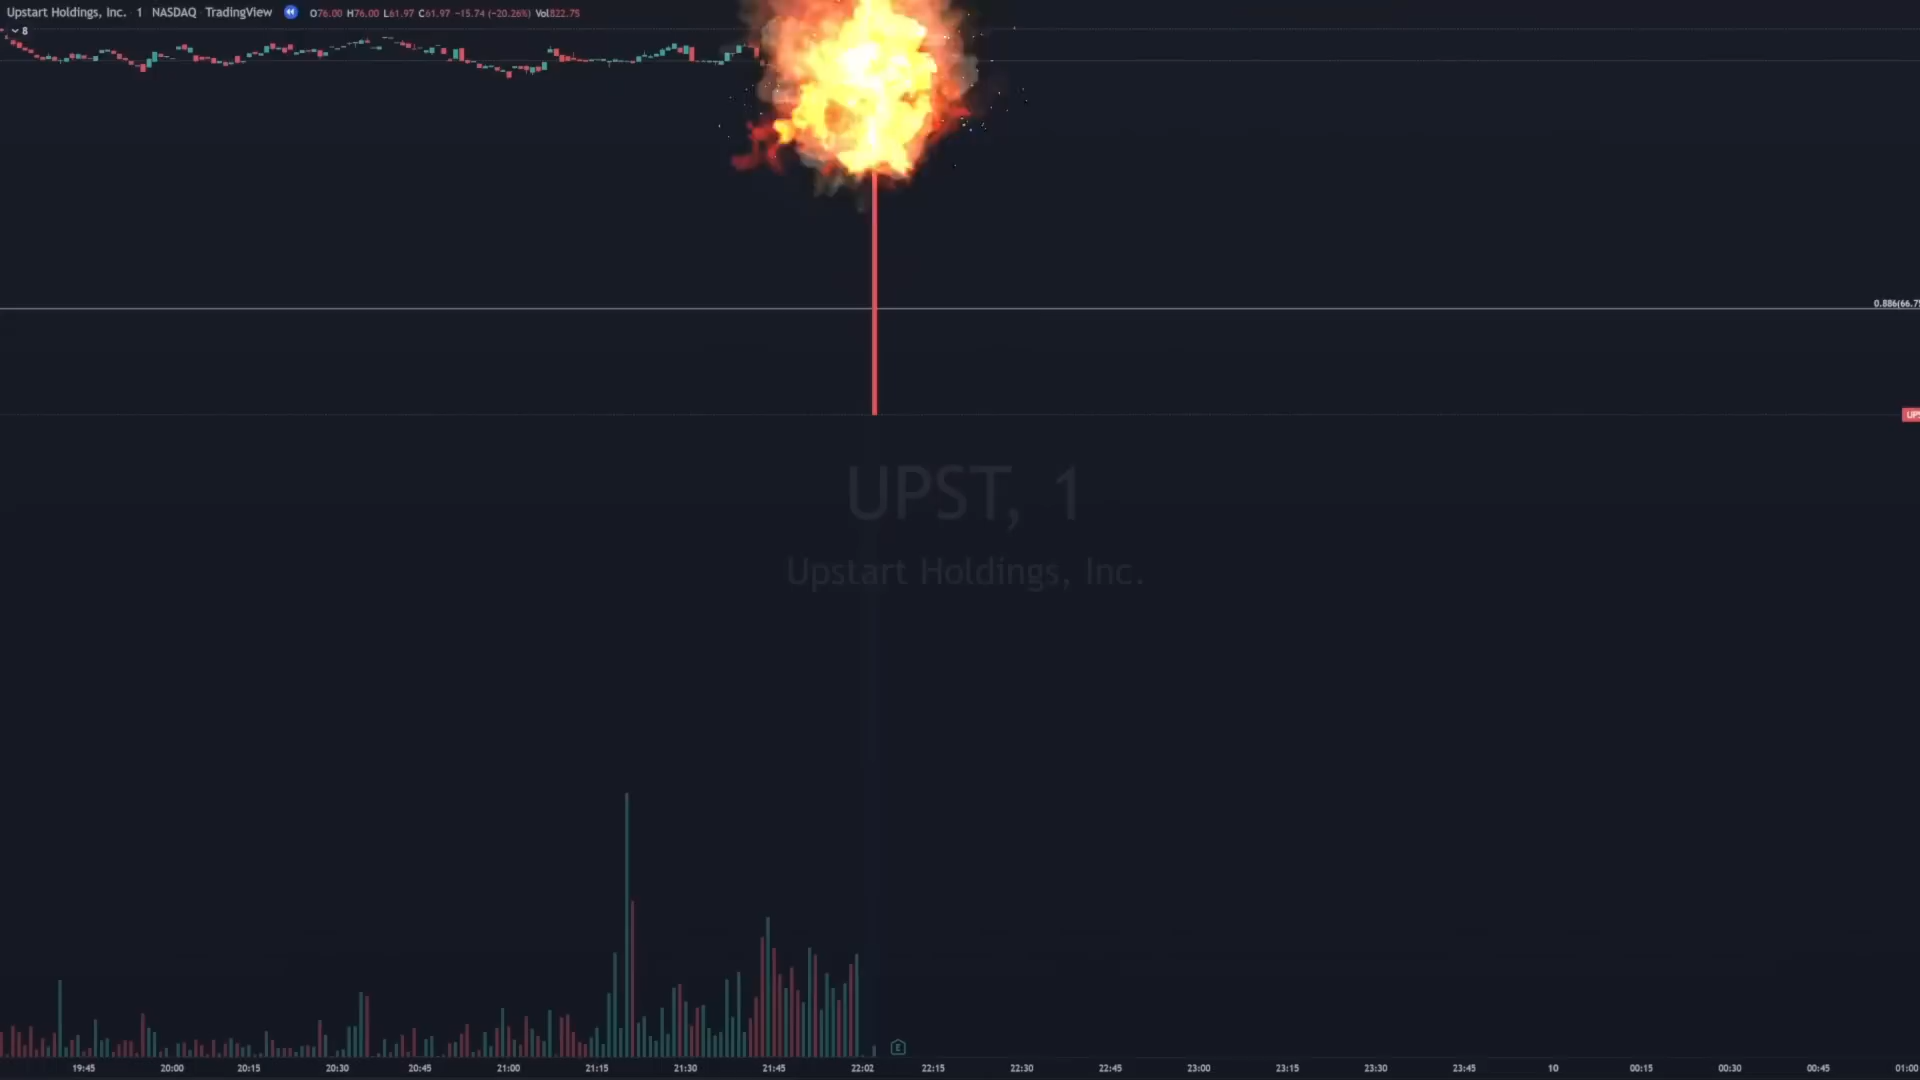 Upstart Holdings, Inc. 1 NASDAQ TradingView O76.00 H76.00 L61.97 C61.97 −15.74 (−20.26%) Vol822.75
8
0.886(66.7
UPS
UPST, 1
Upstart Holdings, Inc.
E
19:45 20:00 20:15 20:30 20:45 21:00 21:15 21:30 21:45 22:02 22:15 22:30 22:45 23:00 23:15 23:30 23:45 10 00:15 00:30 00:45 01:00